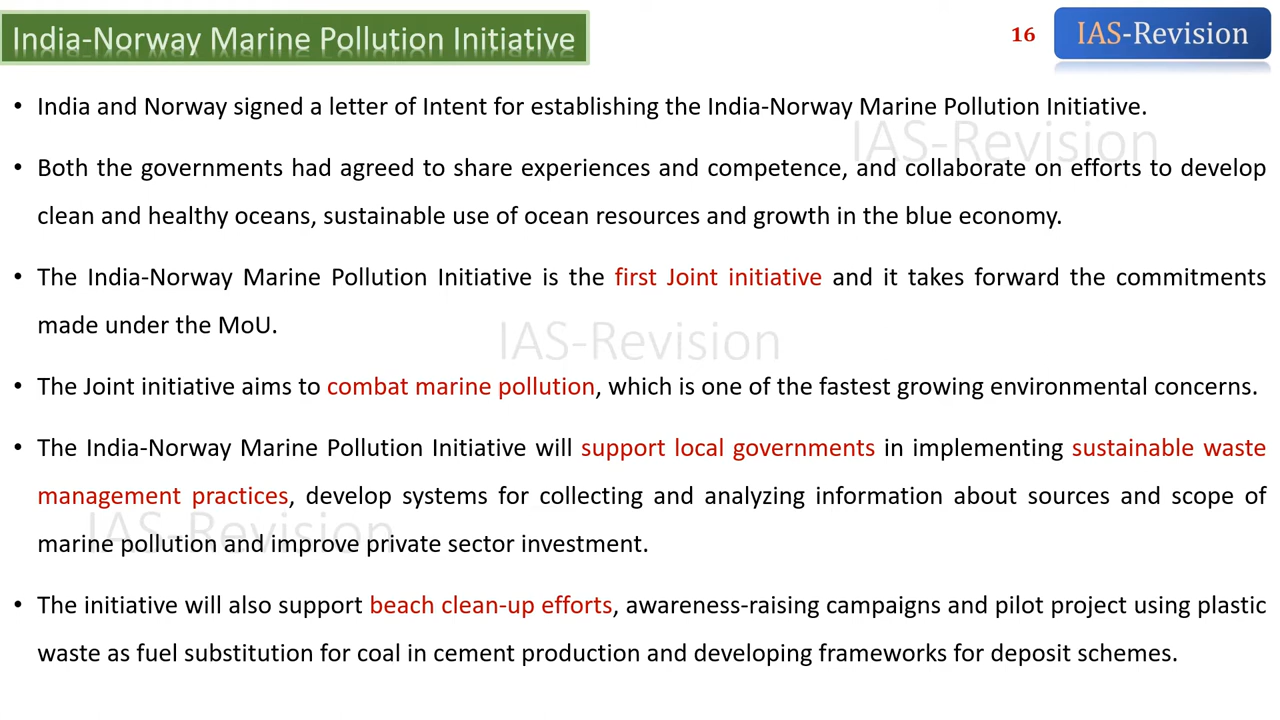 India-Norway Marine Pollution Initiative
16
IAS-Revision
• India and Norway signed a letter of Intent for establishing the India-Norway Marine Pollution Initiative.
IAS-Revision
• Both the governments had agreed to share experiences and competence, and collaborate on efforts to develop
clean and healthy oceans, sustainable use of ocean resources and growth in the blue economy.
• The India-Norway Marine Pollution Initiative is the first Joint initiative and it takes forward the commitments
made under the MoU.
IAS-Revision
• The Joint initiative aims to combat marine pollution, which is one of the fastest growing environmental concerns.
• The India-Norway Marine Pollution Initiative will support local governments in implementing sustainable waste
management practices, develop systems for collecting and analyzing information about sources and scope of
IAS-Revision
marine pollution and improve private sector investment.
• The initiative will also support beach clean-up efforts, awareness-raising campaigns and pilot project using plastic
waste as fuel substitution for coal in cement production and developing frameworks for deposit schemes.